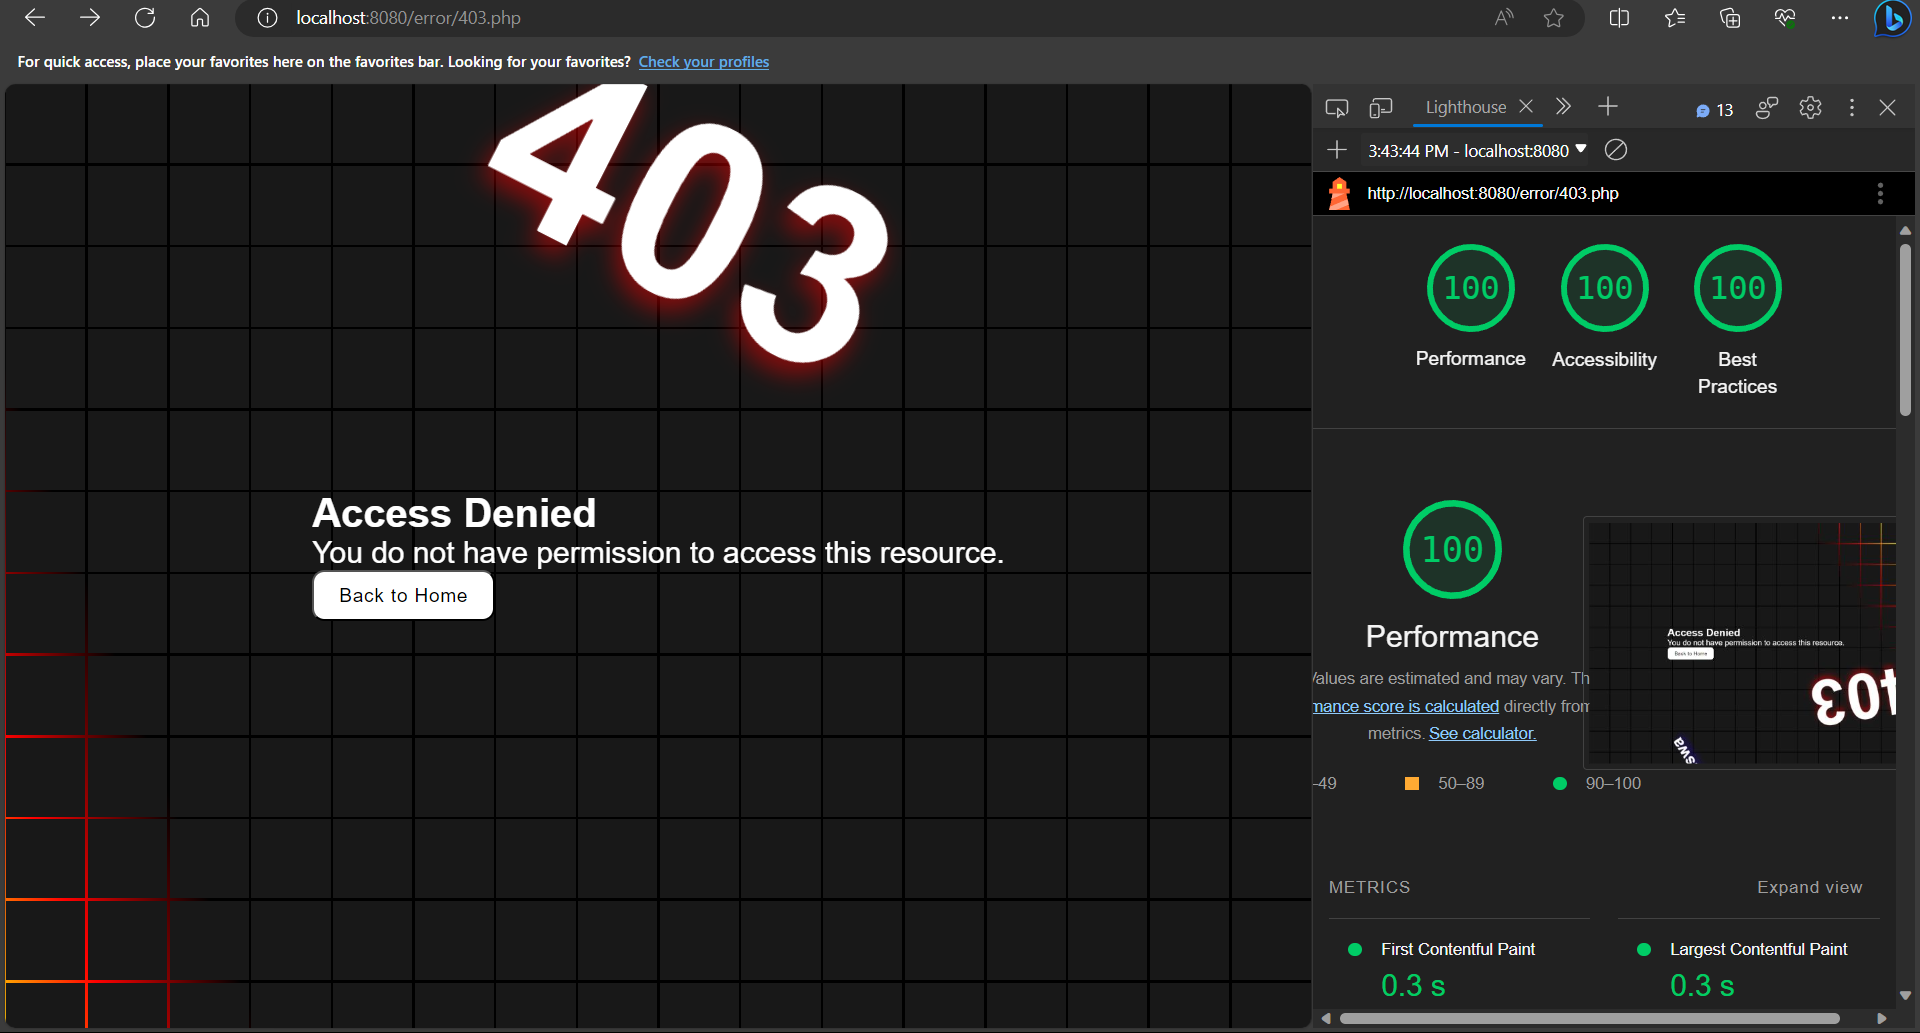 localhost:8080/error/403.php
For quick access, place your favorites here on the favorites bar. Looking for your favorites? Check your profiles
403
Access Denied
You do not have permission to access this resource.
Back to Home
Lighthouse
13
3:43:44 PM - localhost:8080
http://localhost:8080/error/403.php
100 100 100
Performance Accessibility Best
Practices
100
Performance
Values are estimated and may vary. Th
mance score is calculated directly from
metrics. See calculator.
Access Denied
You do not have permission to access this resource.
Back to Home
403
swa
-49 50–89 90–100
METRICS Expand view
First Contentful Paint Largest Contentful Paint
0.3 s 0.3 s